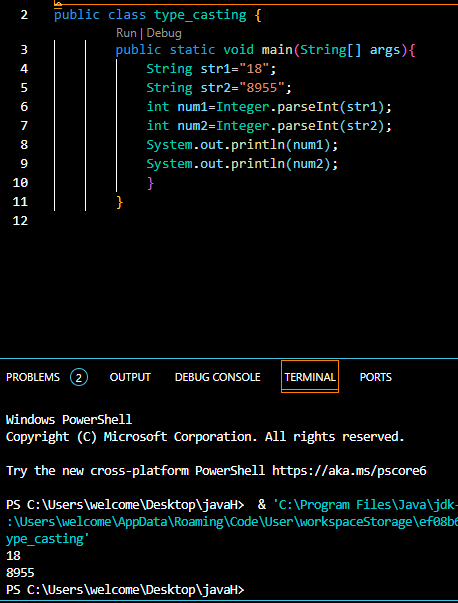 2 public class type_casting {
Run | Debug
3 public static void main(String[] args){
4 String str1="18";
5 String str2="8955";
6 int num1=Integer.parseInt(str1);
7 int num2=Integer.parseInt(str2);
8 System.out.println(num1);
9 System.out.println(num2);
10 }
11 }
12
PROBLEMS 2 OUTPUT DEBUG CONSOLE TERMINAL PORTS
Windows PowerShell
Copyright (C) Microsoft Corporation. All rights reserved.
Try the new cross-platform PowerShell https://aka.ms/pscore6
PS C:\Users\welcome\Desktop\javaH> & 'C:\Program Files\Java\jdk-
:\Users\welcome\AppData\Roaming\Code\User\workspaceStorage\ef08b6
ype_casting'
18
8955
PS C:\Users\welcome\Desktop\javaH>